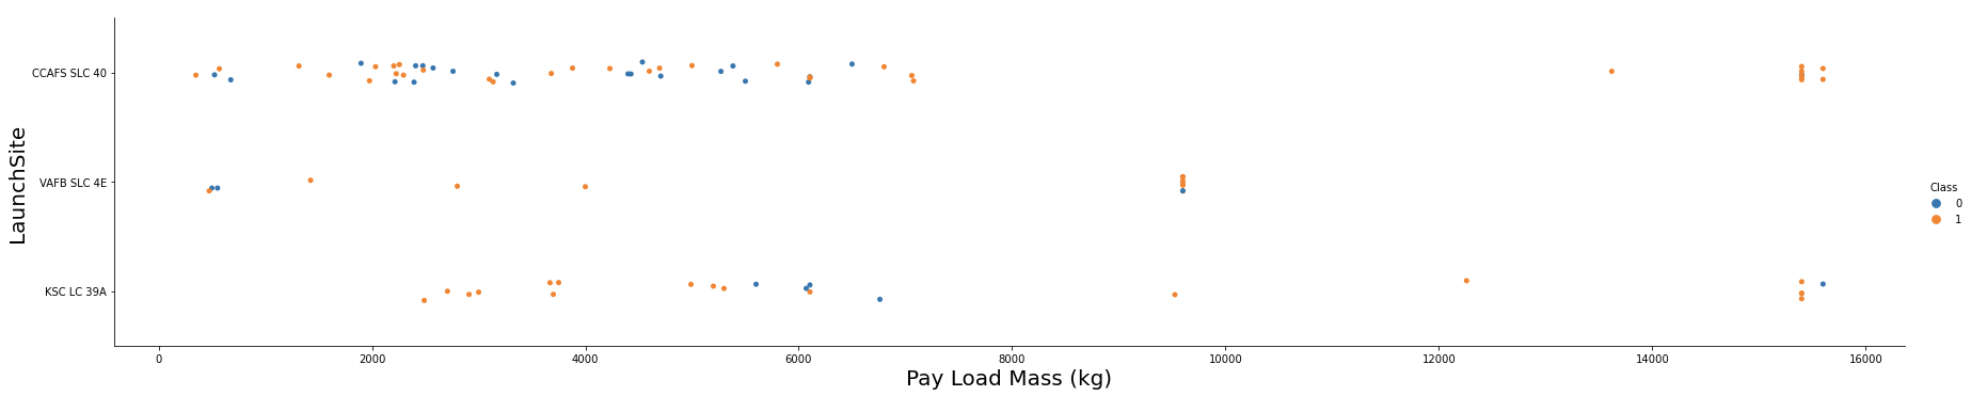 LaunchSite
CCAFS SLC 40
VAFB SLC 4E
KSC LC 39A
0 2000 4000 6000 8000 10000 12000 14000 16000
Pay Load Mass (kg)
Class
0
1